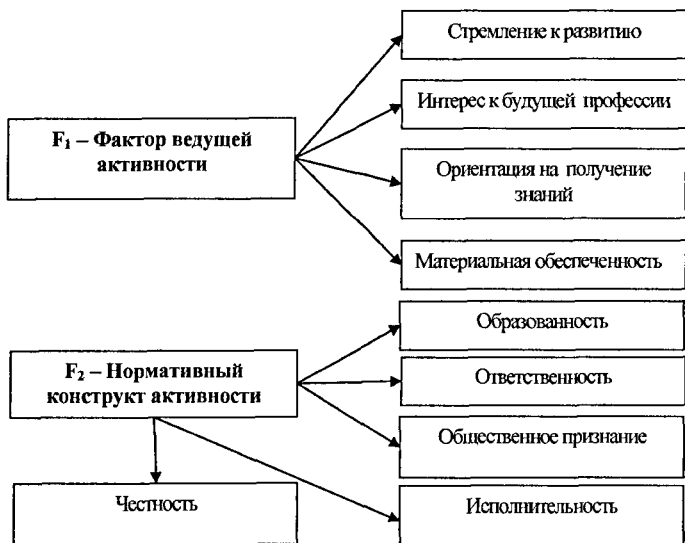 Стремление к развитию
Интерес к будущей профессии
F₁ – Фактор ведущей
активности
Ориентация на получение
знаний
Материальная обеспеченность
Образованность
F₂ – Нормативный
конструкт активности
Ответственность
Общественное признание
Честность
Исполнительность